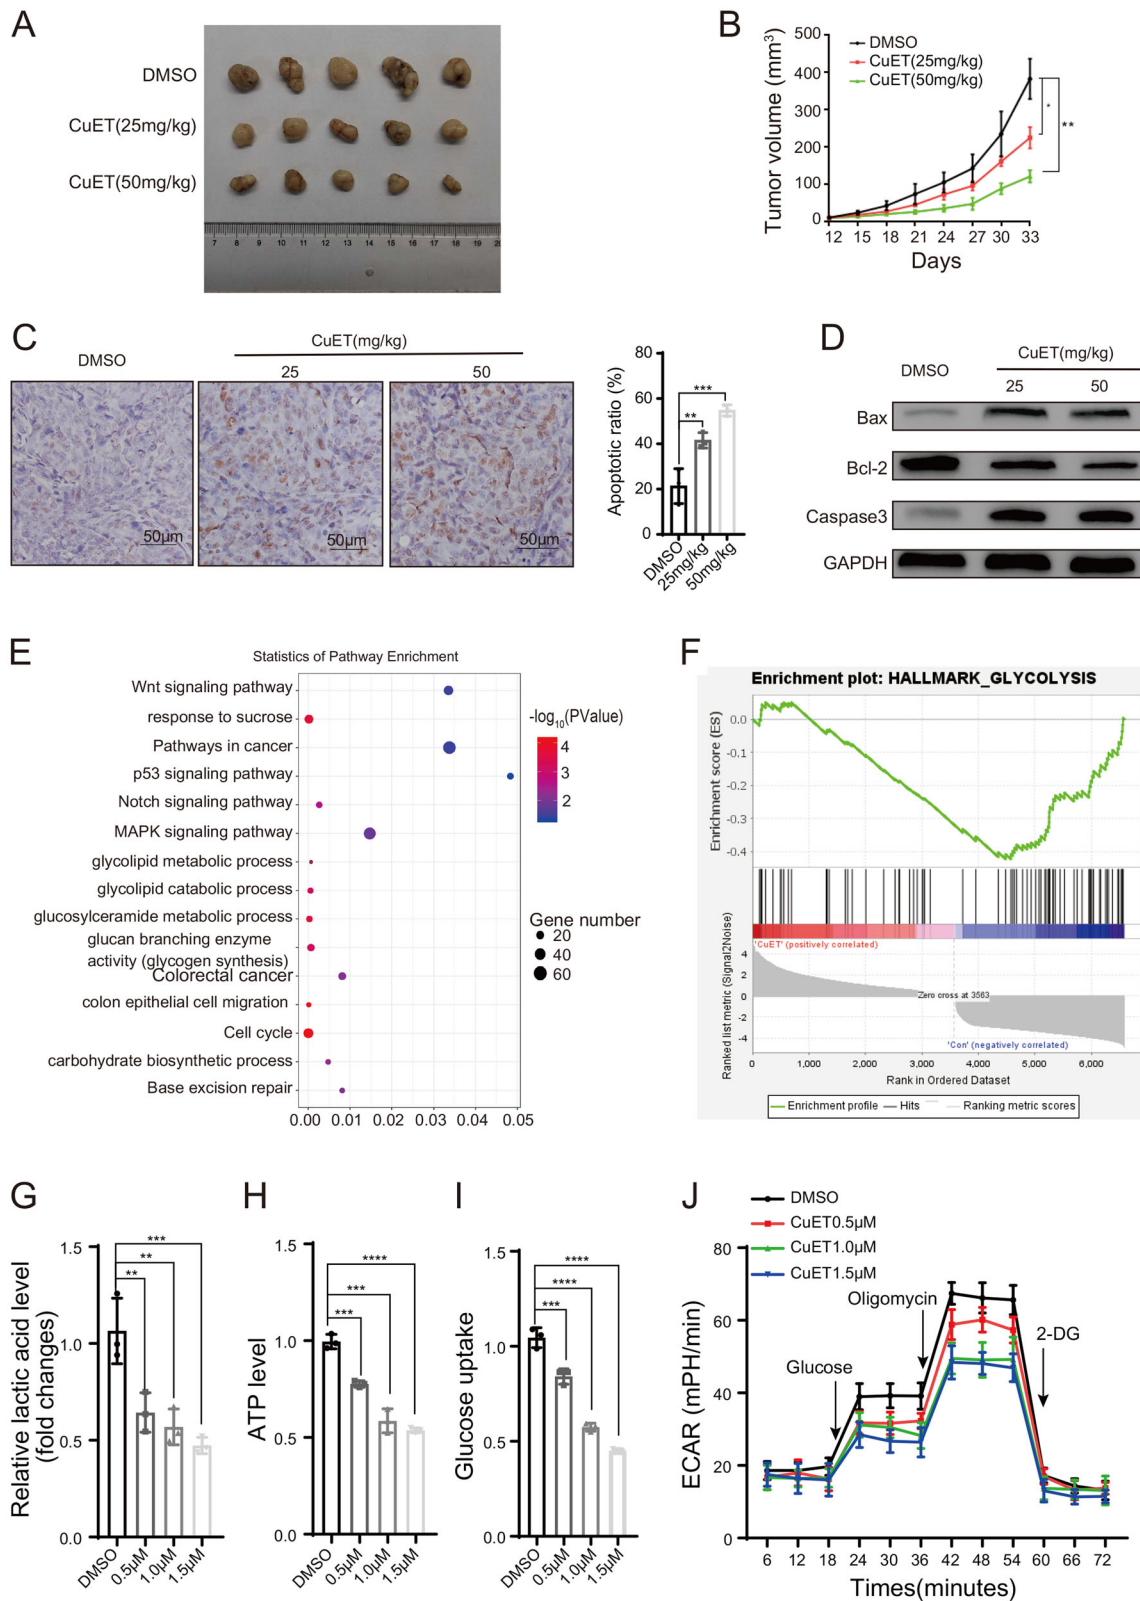 A
DMSO
CuET(25mg/kg)
CuET(50mg/kg)
7 8 9 10 11 12 13 14 15 16 17 18 19 20
B
Tumor volume (mm³)
500
400
300
200
100
0
12 15 18 21 24 27 30 33
Days
DMSO
CuET(25mg/kg)
CuET(50mg/kg)
*
**
C
DMSO
CuET(mg/kg)
25
50
50μm
50μm
50μm
Apoptotic ratio (%)
80
60
40
20
0
**
***
DMSO
25mg/kg
50mg/kg
D
DMSO
CuET(mg/kg)
25
50
Bax
Bcl-2
Caspase3
GAPDH
E
Statistics of Pathway Enrichment
Wnt signaling pathway
response to sucrose
Pathways in cancer
p53 signaling pathway
Notch signaling pathway
MAPK signaling pathway
glycolipid metabolic process
glycolipid catabolic process
glucosylceramide metabolic process
glucan branching enzyme
activity (glycogen synthesis)
Colorectal cancer
colon epithelial cell migration
Cell cycle
carbohydrate biosynthetic process
Base excision repair
0.00 0.01 0.02 0.03 0.04 0.05
-log₁₀(PValue)
4
3
2
Gene number
20
40
60
F
Enrichment plot: HALLMARK_GLYCOLYSIS
Enrichment score (ES)
0.0
-0.1
-0.2
-0.3
-0.4
Ranked list metric (Signal2Noise)
'CuET' (positively correlated)
4
2
0
-2
-4
Zero cross at 3563
'Con' (negatively correlated)
0 1,000 2,000 3,000 4,000 5,000 6,000
Rank in Ordered Dataset
Enrichment profile Hits Ranking metric scores
G
Relative lactic acid level
(fold changes)
1.5
1.0
0.5
0.0
***
**
**
DMSO
0.5μM
1.0μM
1.5μM
H
ATP level
1.5
1.0
0.5
0.0
****
***
***
DMSO
0.5μM
1.0μM
1.5μM
I
Glucose uptake
1.5
1.0
0.5
0.0
****
****
***
DMSO
0.5μM
1.0μM
1.5μM
J
DMSO
CuET0.5μM
CuET1.0μM
CuET1.5μM
ECAR (mPH/min)
80
60
40
20
0
Glucose
Oligomycin
2-DG
6 12 18 24 30 36 42 48 54 60 66 72
Times(minutes)